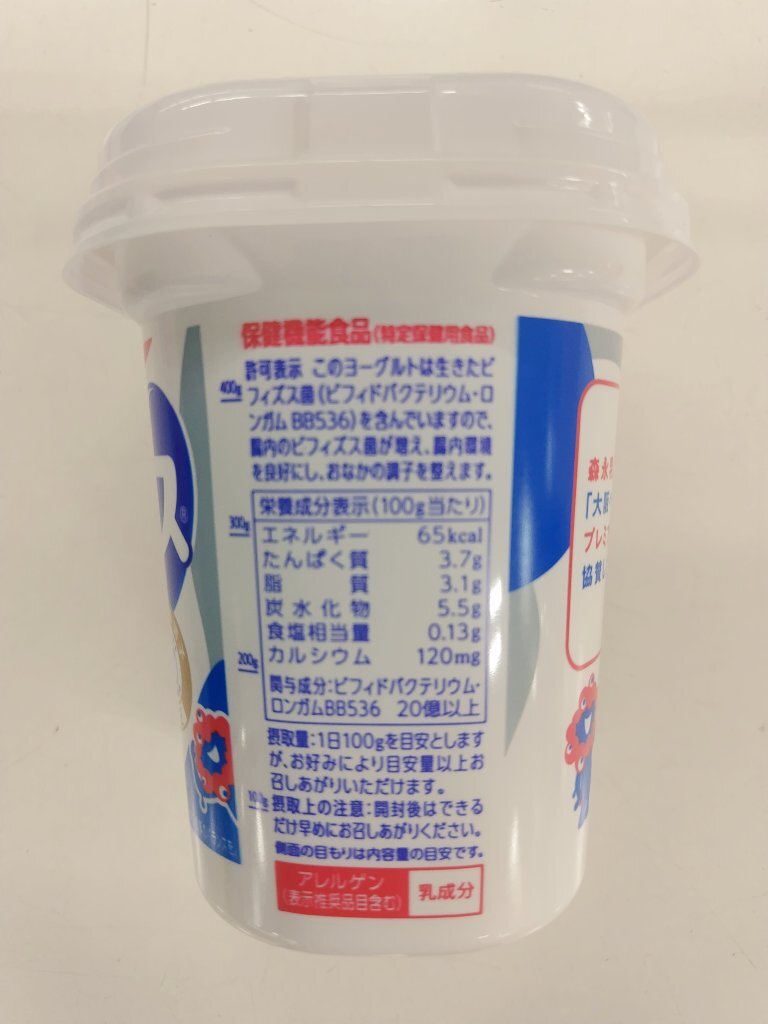 保健機能食品(特定保健用食品)
許可表示 このヨーグルトは生きたビ
フィズス菌(ビフィドバクテリウム・ロ
ンガム BB536)を含んでいますので、
腸内のビフィズス菌が増え、腸内環境
を良好にし、おなかの調子を整えます。
栄養成分表示(100g当たり)
エネルギー 65kcal
たんぱく質 3.7g
脂質 3.1g
炭水化物 5.5g
食塩相当量 0.13g
カルシウム 120mg
関与成分:ビフィドバクテリウム・
ロンガムBB536 20億以上
摂取量:1日100gを目安とします
が、お好みにより目安量以上お
召しあがりいただけます。
摂取上の注意:開封後はできる
だけ早めにお召しあがりください。
側面の目もりは内容量の目安です。
アレルゲン
(表示推奨品目含む)
乳成分
400g
300g
200g
100g
ス®
森永
「大阪
プレミ
協賛